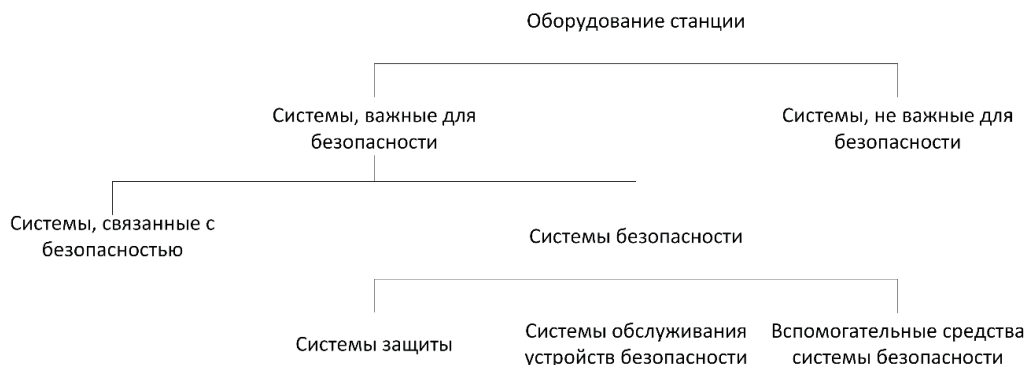 Оборудование станции
Системы, важные для
безопасности
Системы, не важные для
безопасности
Системы, связанные с
безопасностью
Системы безопасности
Системы защиты
Системы обслуживания
устройств безопасности
Вспомогательные средства
системы безопасности